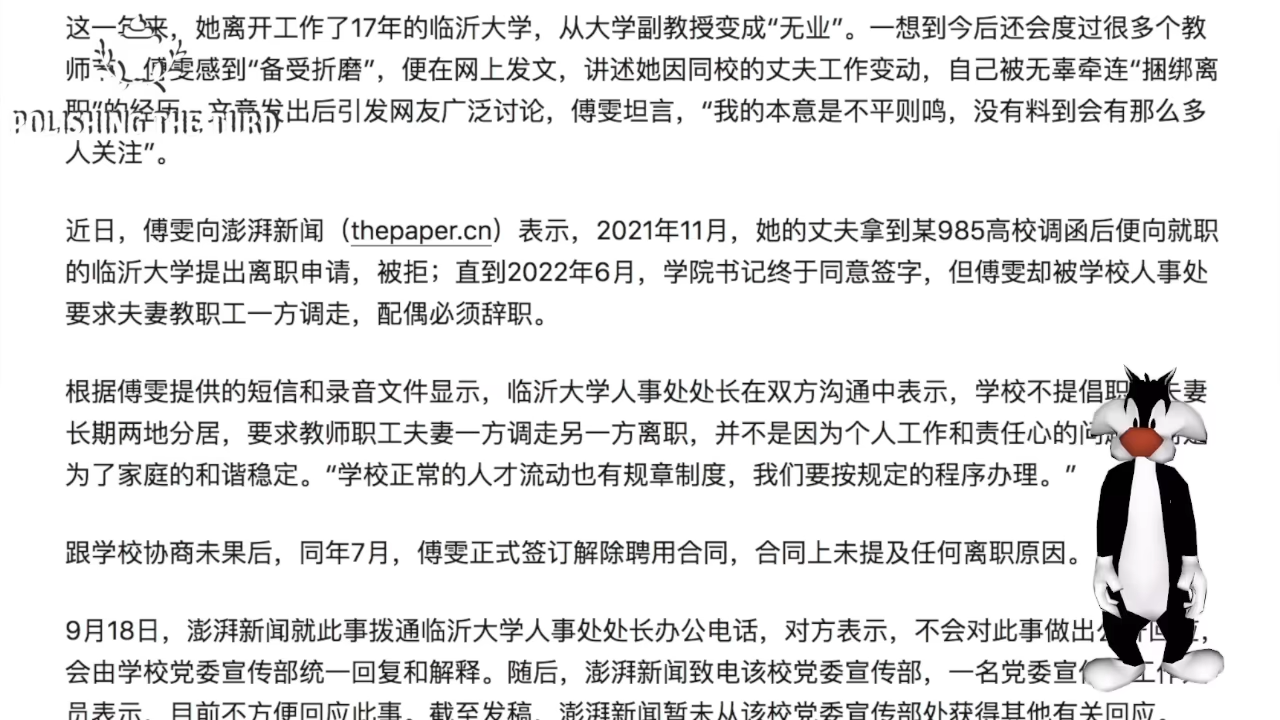 这一年来，她离开工作了17年的临沂大学，从大学副教授变成“无业”。一想到今后还会度过很多个教
师节，傅雯感到“备受折磨”，便在网上发文，讲述她因同校的丈夫工作变动，自己被无辜牵连“捆绑离
职”的经历。文章发出后引发网友广泛讨论，傅雯坦言，“我的本意是不平则鸣，没有料到会有那么多
POLISHING THE TURD
人关注”。
近日，傅雯向澎湃新闻（thepaper.cn）表示，2021年11月，她的丈夫拿到某985高校调函后便向就职
的临沂大学提出离职申请，被拒；直到2022年6月，学院书记终于同意签字，但傅雯却被学校人事处
要求夫妻教职工一方调走，配偶必须辞职。
根据傅雯提供的短信和录音文件显示，临沂大学人事处处长在双方沟通中表示，学校不提倡职 夫妻
长期两地分居，要求教师职工夫妻一方调走另一方离职，并不是因为个人工作和责任心的问
为了家庭的和谐稳定。“学校正常的人才流动也有规章制度，我们要按规定的程序办理。”
跟学校协商未果后，同年7月，傅雯正式签订解除聘用合同，合同上未提及任何离职原因。
9月18日，澎湃新闻就此事拨通临沂大学人事处处长办公电话，对方表示，不会对此事做出公开回应，
会由学校党委宣传部统一回复和解释。随后，澎湃新闻致电该校党委宣传部，一名党委宣 工作
员表示，目前不方便回应此事。截至发稿，澎湃新闻暂未从该校党委宣传部处获得其他有关回应。